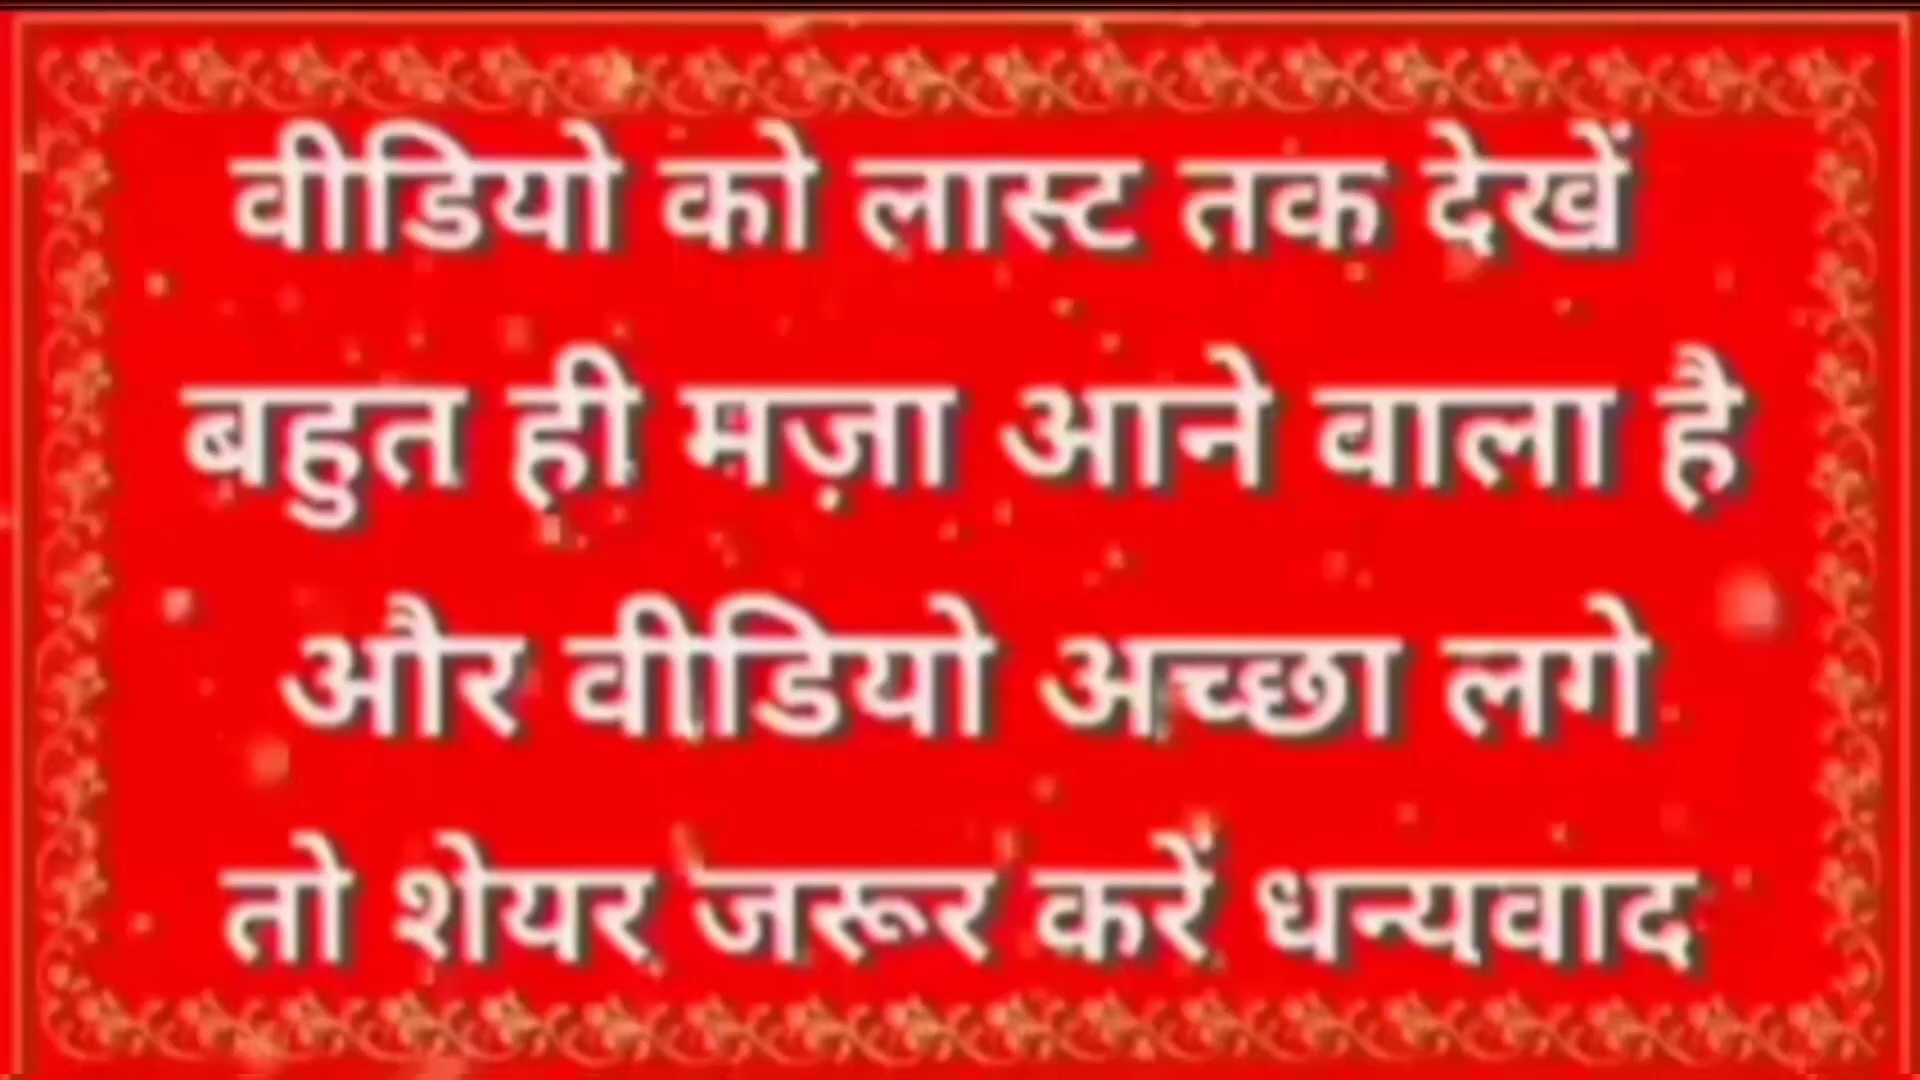 वीडियो को लास्ट तक देखें
बहुत ही मज़ा आने वाला है
और वीडियो अच्छा लगे
तो शेयर जरूर करें धन्यवाद